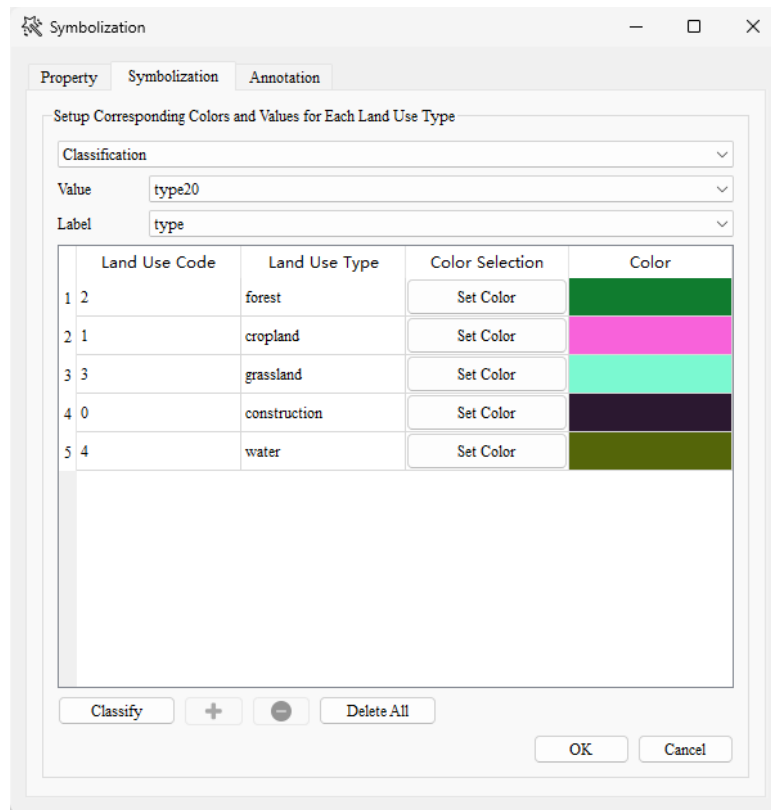 Symbolization
Property Symbolization Annotation
Setup Corresponding Colors and Values for Each Land Use Type
Classification
Value type20
Label type
Land Use Code Land Use Type Color Selection Color
1 2 forest Set Color
2 1 cropland Set Color
3 3 grassland Set Color
4 0 construction Set Color
5 4 water Set Color
Classify Delete All
OK Cancel